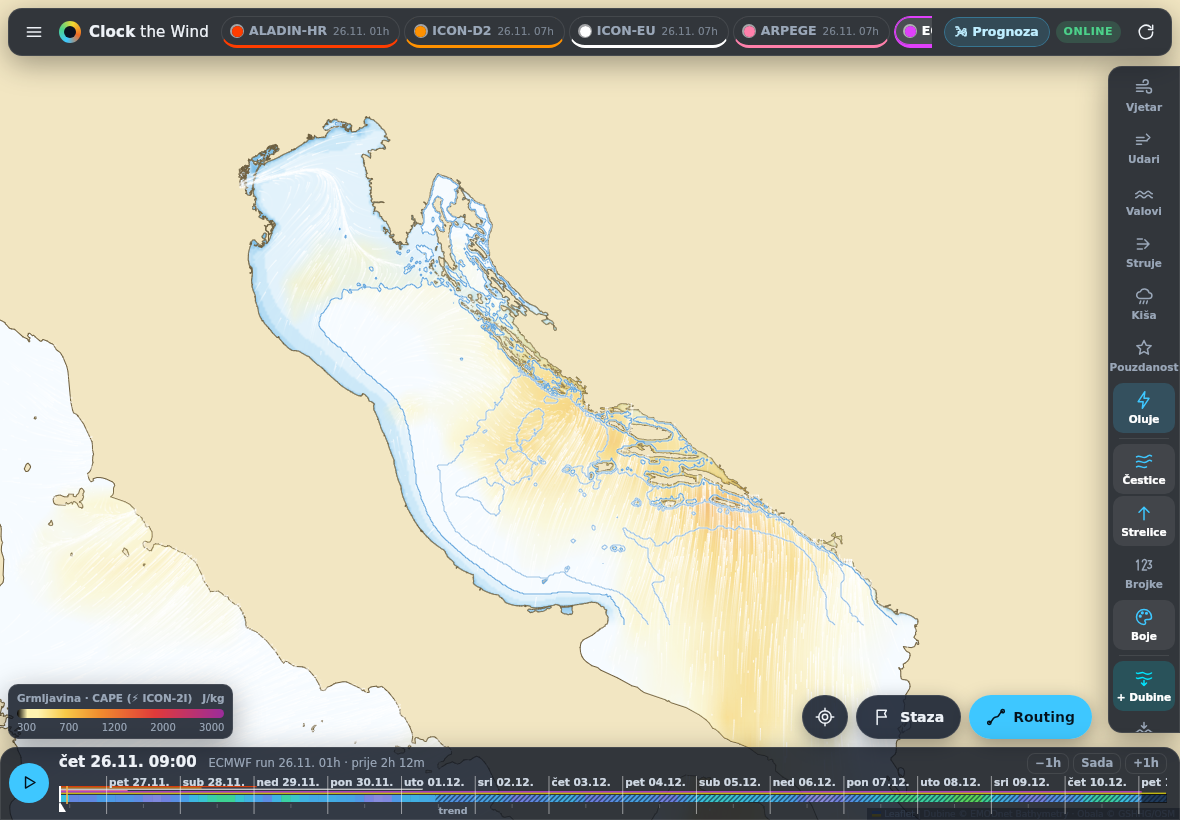 Clock the Wind
ALADIN-HR 26.11. 01h
ICON-D2 26.11. 07h
ICON-EU 26.11. 07h
ARPEGE 26.11. 07h
Prognoza
ONLINE
Vjetar
Udari
Valovi
Struje
Kiša
Pouzdanost
Oluje
Čestice
Strelice
123
Brojke
Boje
+ Dubine
Grmljavina · CAPE (⚡ ICON-2I) J/kg
300 700 1200 2000 3000
Staza
Routing
čet 26.11. 09:00 ECMWF run 26.11. 01h · prije 2h 12m
−1h Sada +1h
pet 27.11. sub 28.11. ned 29.11. pon 30.11. uto 01.12. sri 02.12. čet 03.12. pet 04.12. sub 05.12. ned 06.12. pon 07.12. uto 08.12. sri 09.12. čet 10.12. pet
trend